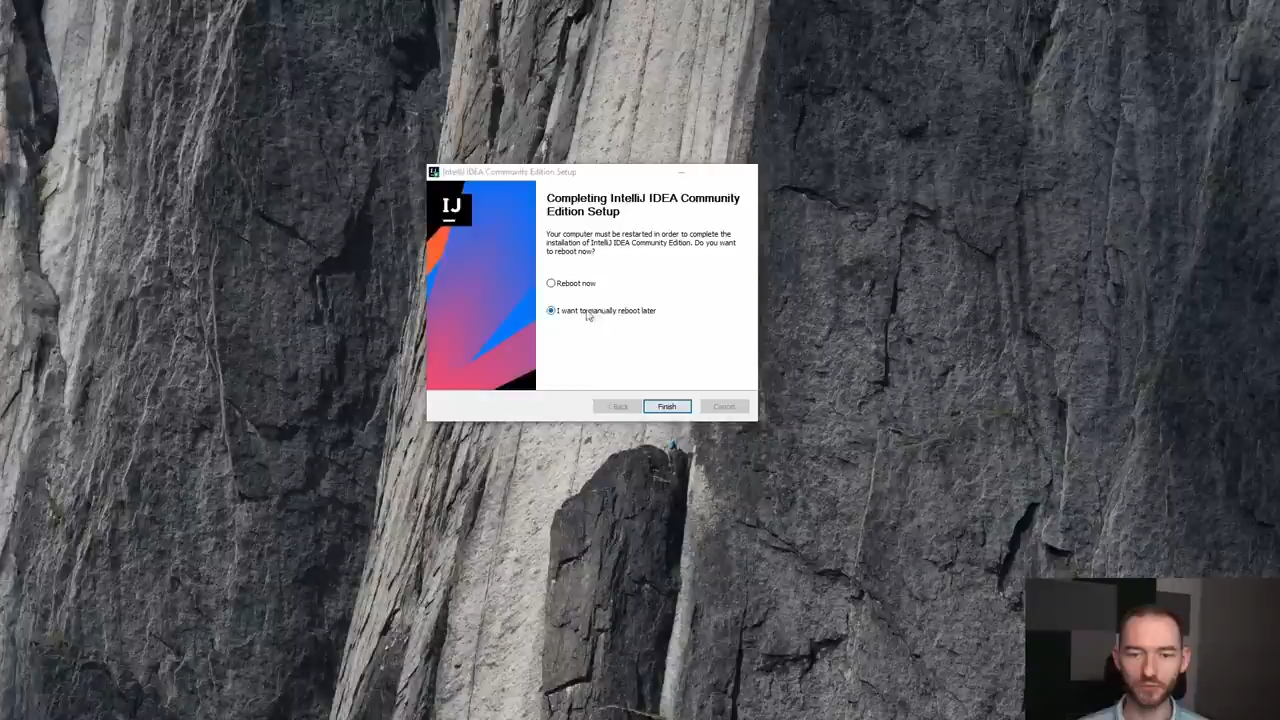 IntelliJ IDEA Community Edition Setup
IJ
Completing IntelliJ IDEA Community
Edition Setup
Your computer must be restarted in order to complete the
installation of IntelliJ IDEA Community Edition. Do you want
to reboot now?
Reboot now
I want to manually reboot later
< Back
Finish
Cancel